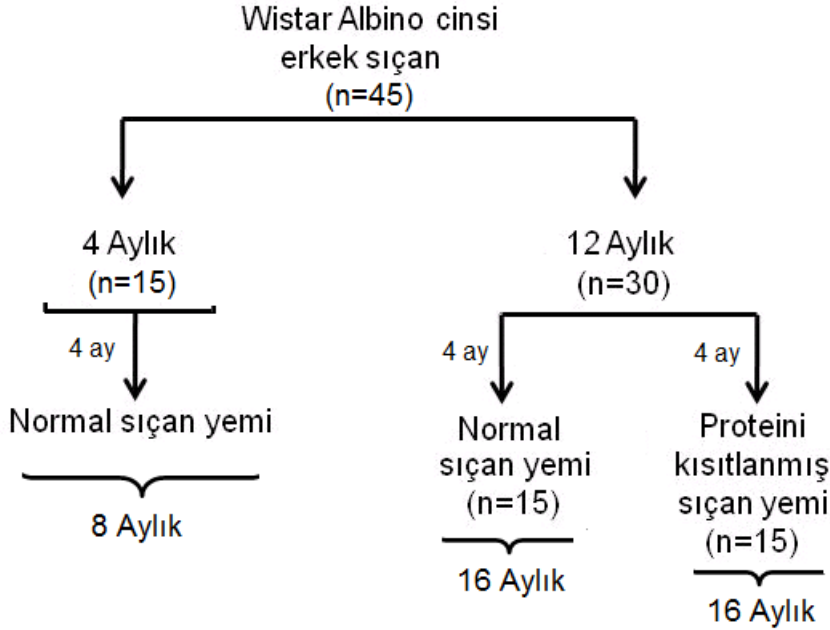 Wistar Albino cinsi
erkek sıçan
(n=45)
4 Aylık
(n=15)
12 Aylık
(n=30)
4 ay
4 ay
4 ay
Normal sıçan yemi
8 Aylık
Normal
sıçan yemi
(n=15)
16 Aylık
Proteini
kısıtlanmış
sıçan yemi
(n=15)
16 Aylık